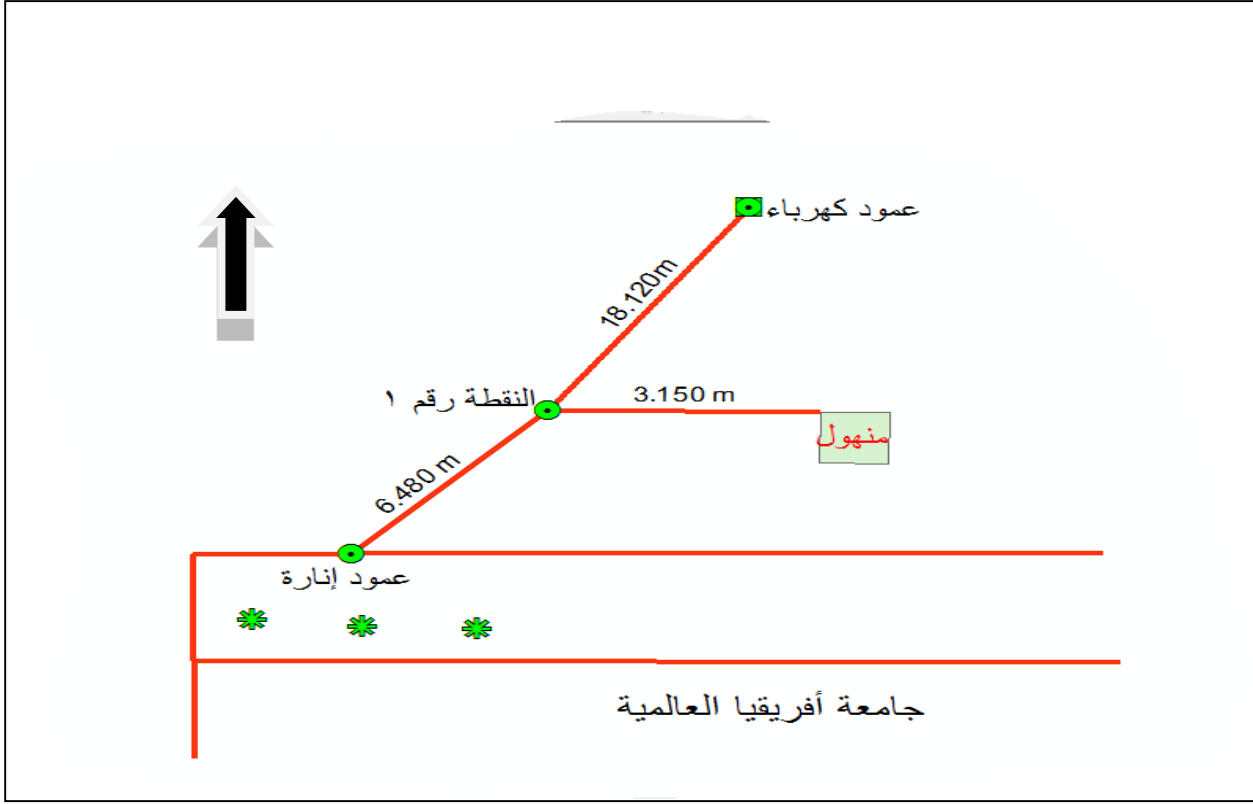 عمود كهرباء
18.120m
النقطة رقم ١
3.150 m
منهول
6.480 m
عمود إنارة
جامعة أفريقيا العالمية